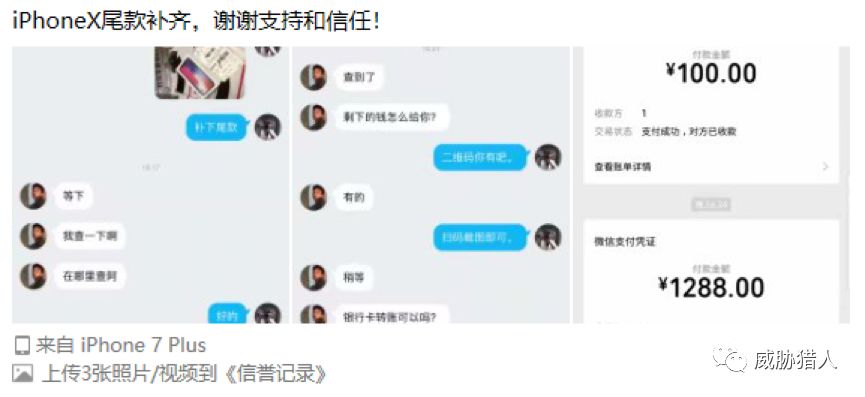 iPhoneX尾款补齐，谢谢支持和信任！
补下尾款
等下
我查一下啊
在哪里查阿
好的
查到了
剩下的钱怎么给你？
二维码你有吧。
有的
扫码截图即可。
稍等
银行卡转账可以吗？
付款金额
¥100.00
收款方 1
交易状态 支付成功，对方已收款
查看账单详情
微信支付凭证
付款金额
¥1288.00
来自 iPhone 7 Plus
上传3张照片/视频到《信誉记录》
威胁猎人